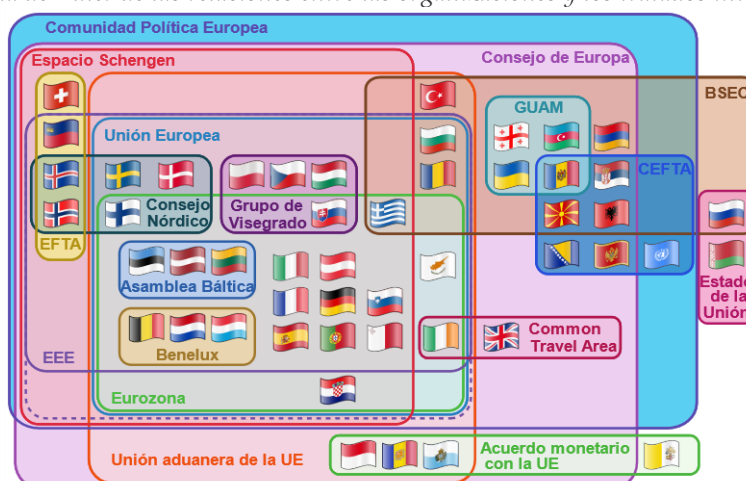 Comunidad Política Europea
Espacio Schengen
Consejo de Europa
BSEC
GUAM
Unión Europea
CEFTA
Consejo
Nórdico
Grupo de
Visegrado
EFTA
Asamblea Báltica
Estado
de la
Unión
Benelux
Common
Travel Area
EEE
Eurozona
Unión aduanera de la UE
Acuerdo monetario
con la UE